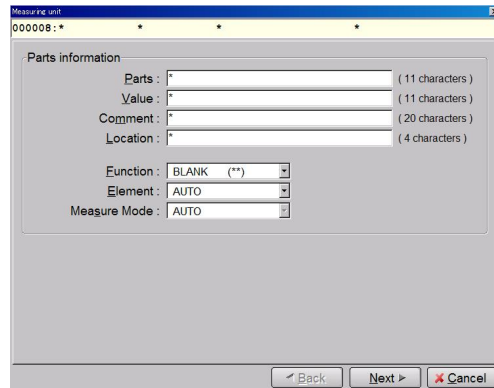 Measuring unit
000008:* * * *
Parts information
Parts : * ( 11 characters )
Value : * ( 11 characters )
Comment : * ( 20 characters )
Location : * ( 4 characters )
Function : BLANK (**)
Element : AUTO
Measure Mode : AUTO
Back Next Cancel